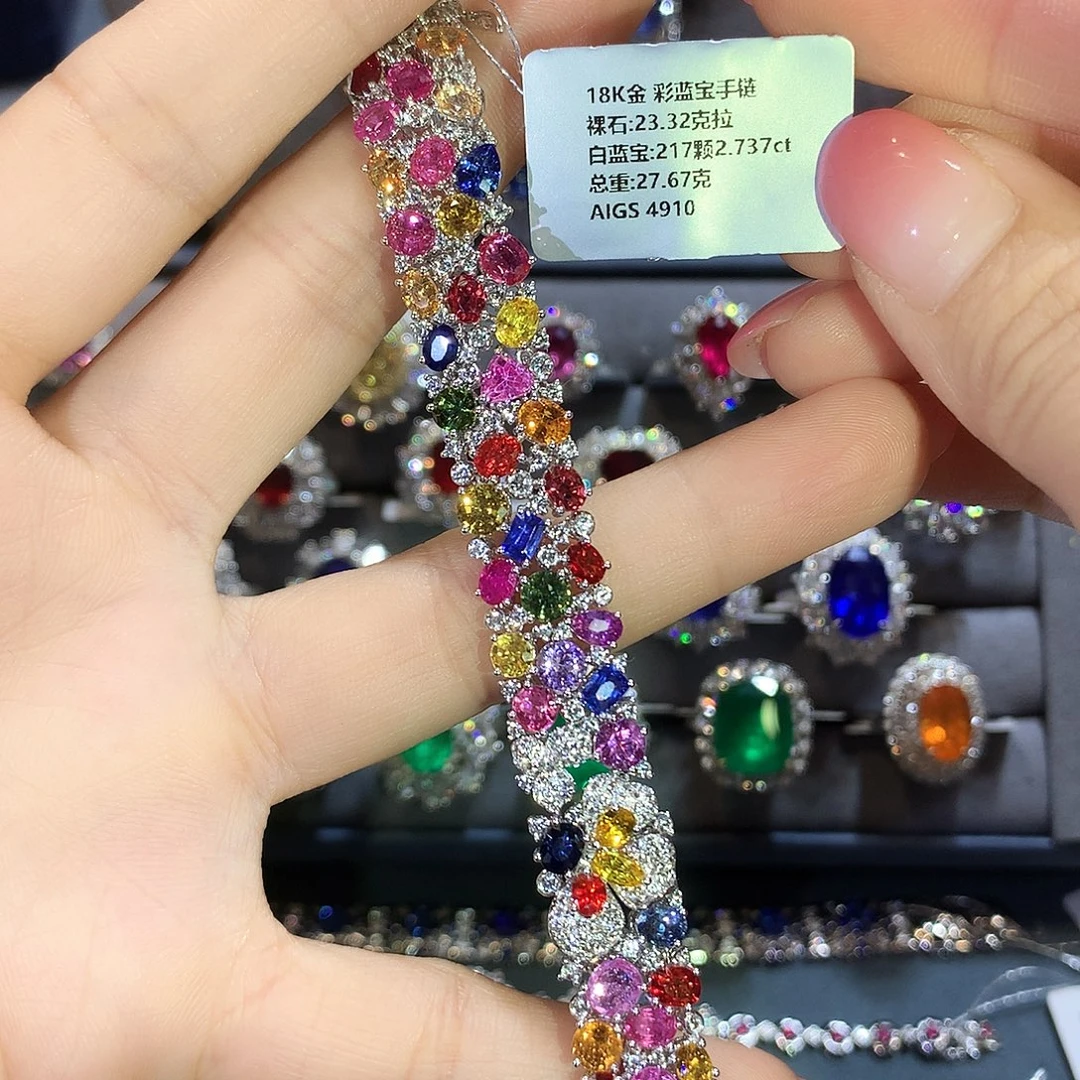 18K金 彩蓝宝手链
裸石:23.32克拉
白蓝宝:217颗2.737ct
总重:27.67克
AIGS 4910